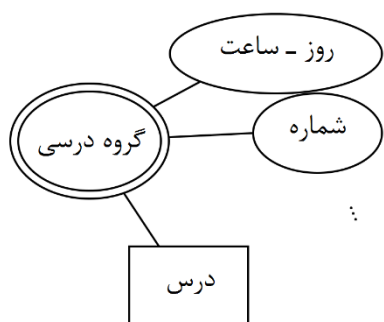 روز ـ ساعت
شماره
گروه درسی
...
درس